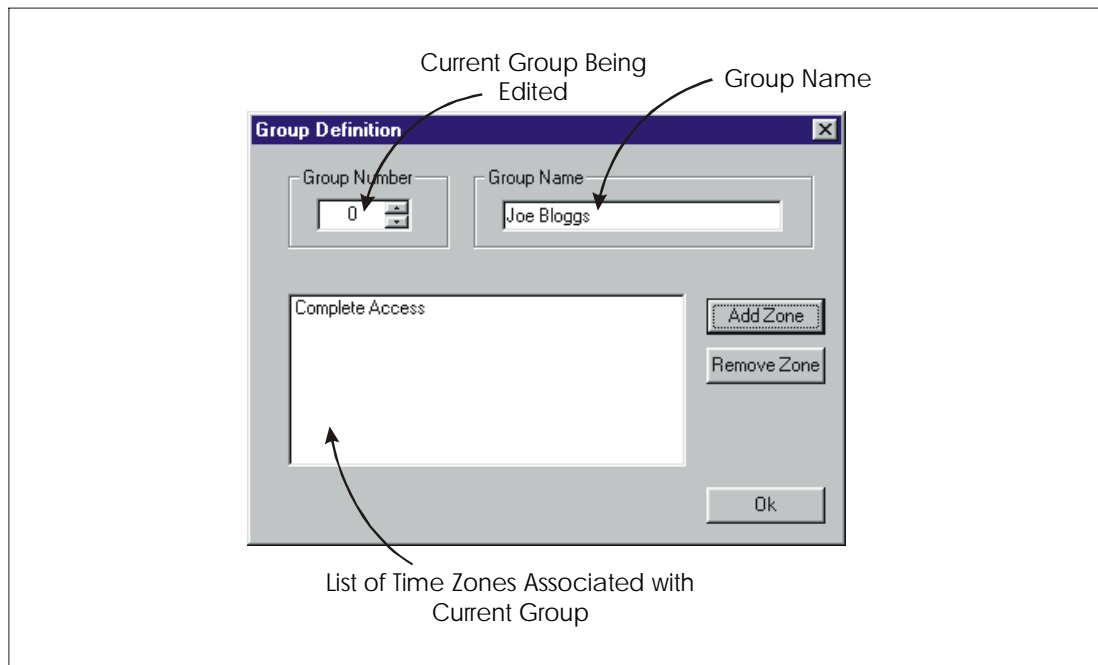 Current Group Being
Edited
Group Name
Group Definition
Group Number
Group Name
0
Joe Bloggs
Complete Access
Add Zone
Remove Zone
Ok
List of Time Zones Associated with
Current Group